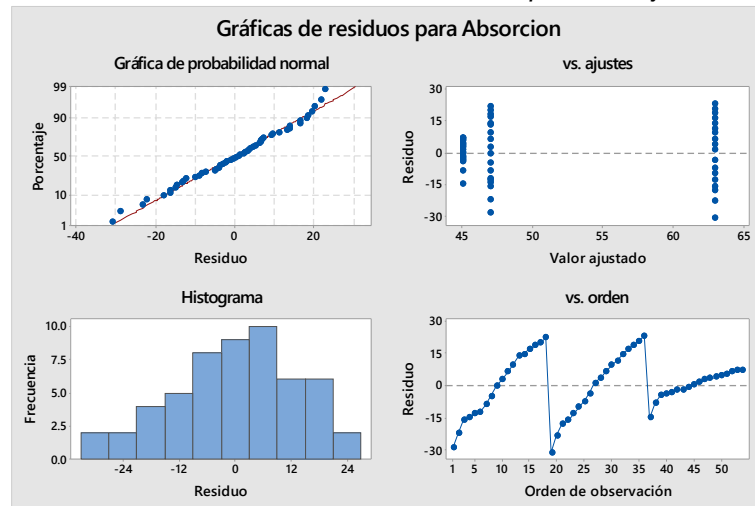 Gráficas de residuos para Absorcion
Gráfica de probabilidad normal
99
90
50
10
1
Porcentaje
-40 -20 0 20
Residuo
vs. ajustes
30
15
0
-15
-30
Residuo
45 50 55 60 65
Valor ajustado
Histograma
10.0
7.5
5.0
2.5
0.0
Frecuencia
-24 -12 0 12 24
Residuo
vs. orden
30
15
0
-15
-30
Residuo
1 5 10 15 20 25 30 35 40 45 50
Orden de observación